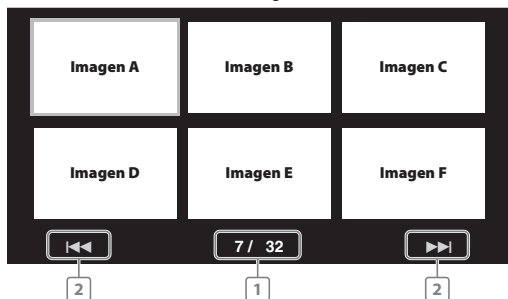 Imagen A Imagen B Imagen C
Imagen D Imagen E Imagen F
⏮ 7 / 32 ⏭
2 1 2